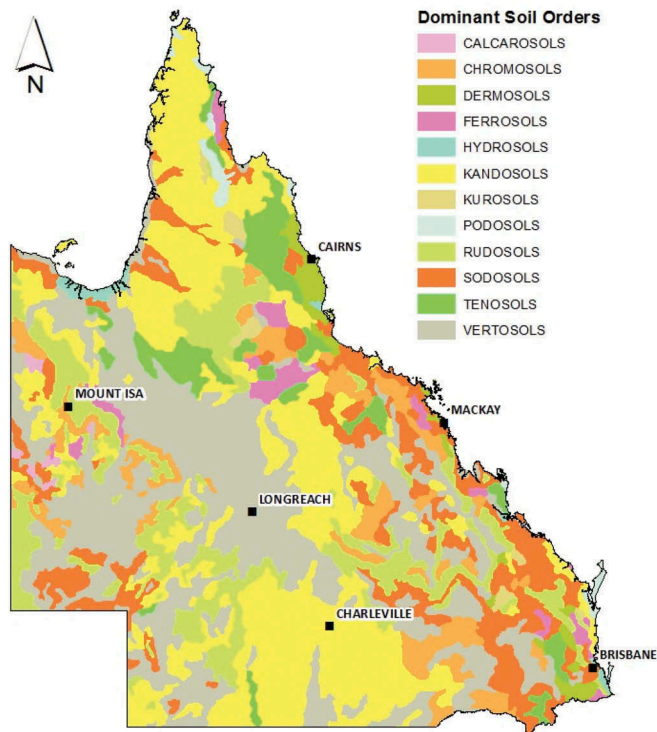 Dominant Soil Orders
N
CALCAROSOLS
CHROMOSOLS
DERMOSOLS
FERROSOLS
HYDROSOLS
KANDOSOLS
KUROSOLS
PODOSOLS
RUDOSOLS
SODOSOLS
TENOSOLS
VERTOSOLS
CAIRNS
MOUNT ISA
MACKAY
LONGREACH
CHARLEVILLE
BRISBANE